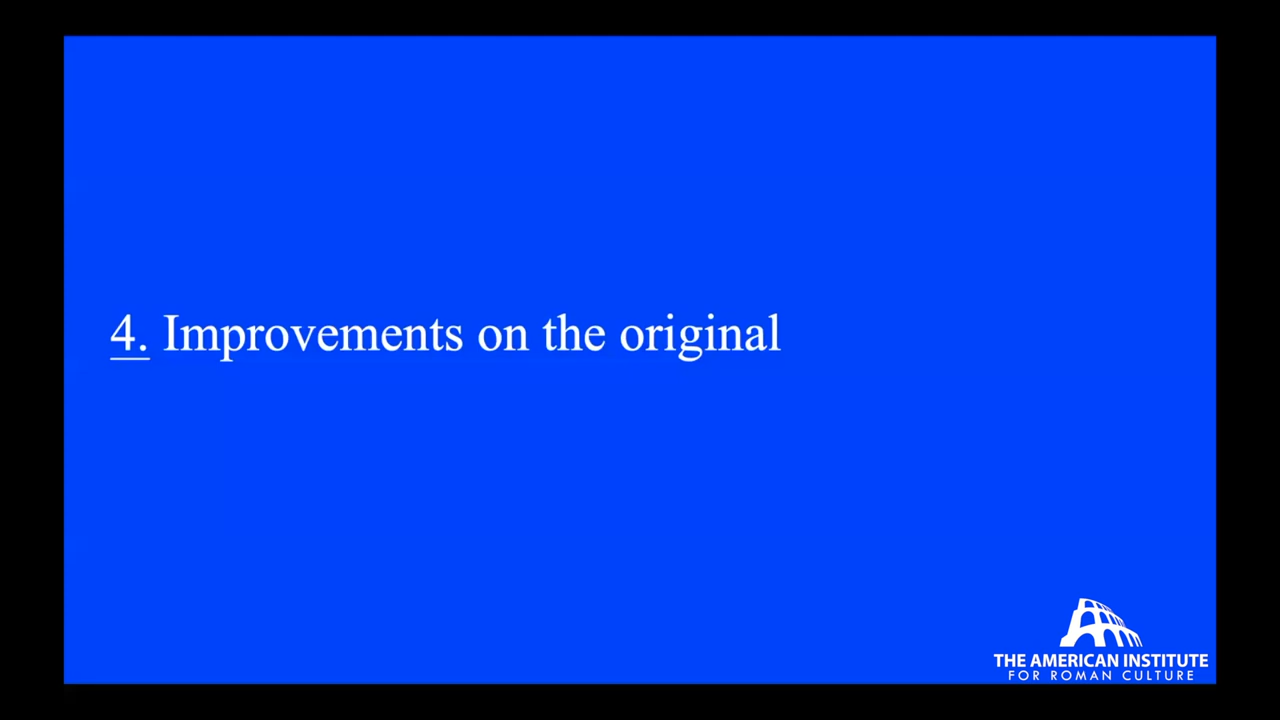 4. Improvements on the original
THE AMERICAN INSTITUTE
FOR ROMAN CULTURE